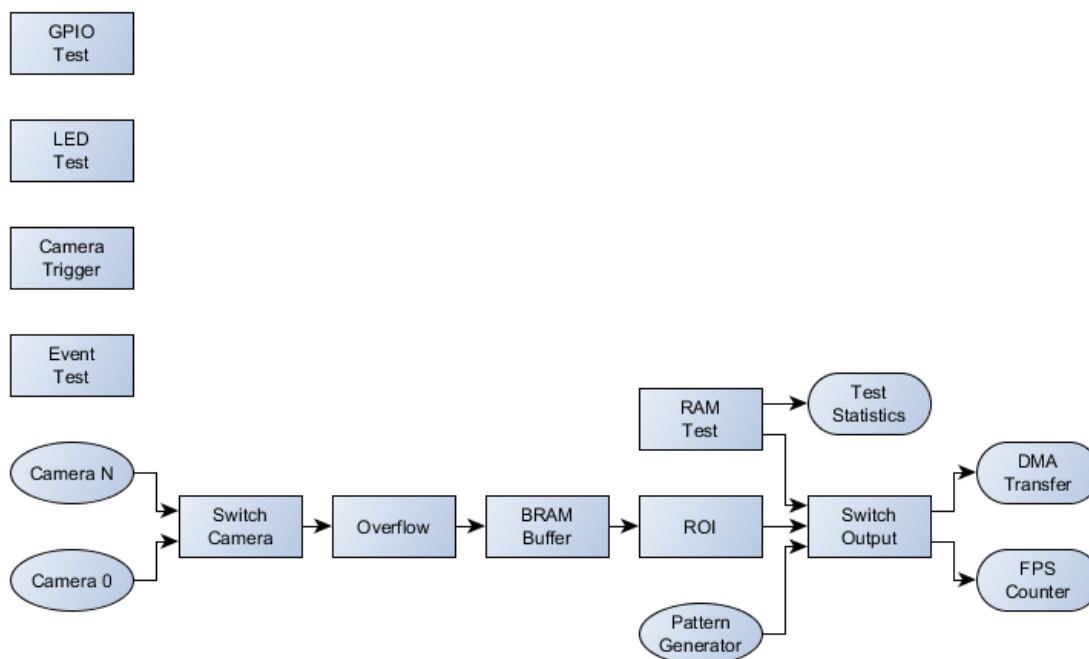 GPIO
Test
LED
Test
Camera
Trigger
Event
Test
RAM
Test
Test
Statistics
Camera N
DMA
Transfer
Switch
Camera
Overflow
BRAM
Buffer
ROI
Switch
Output
Camera 0
FPS
Counter
Pattern
Generator